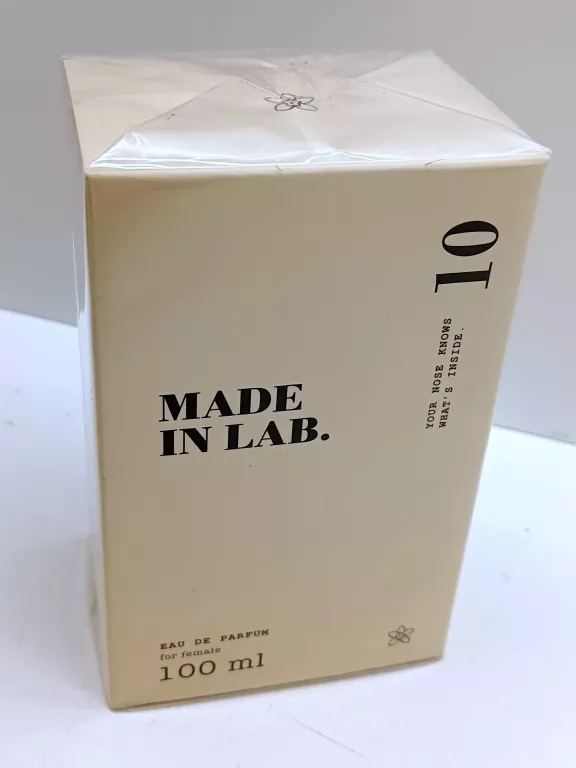 10
YOUR NOSE KNOWS
WHAT'S INSIDE.
MADE
IN LAB.
EAU DE PARFUM
for female
100 ml